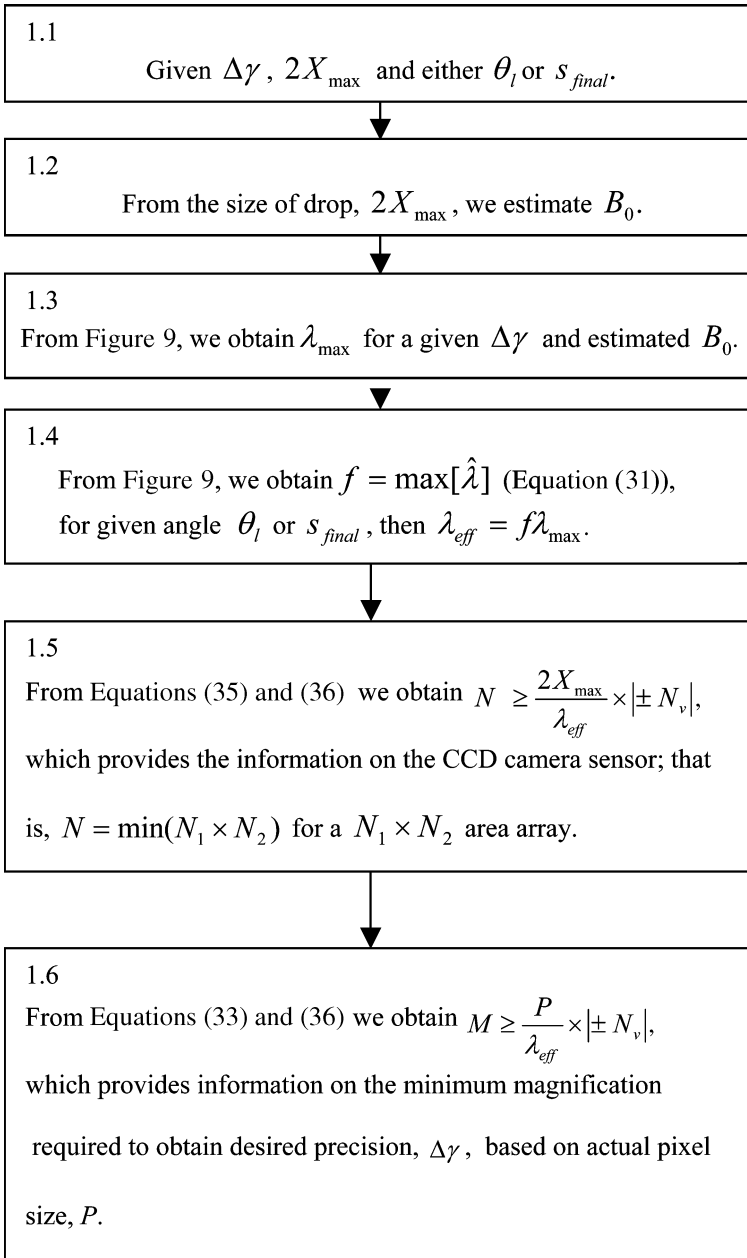 1.1
Given Δγ, 2X_max and either θ_l or s_final.
1.2
From the size of drop, 2X_max, we estimate B_0.
1.3
From Figure 9, we obtain λ_max for a given Δγ and estimated B_0.
1.4
From Figure 9, we obtain f = max[λ̂] (Equation (31)),
for given angle θ_l or s_final, then λ_eff = fλ_max.
1.5
From Equations (35) and (36) we obtain N ≥ 2X_max/λ_eff × |± N_v|,
which provides the information on the CCD camera sensor; that
is, N = min(N_1 × N_2) for a N_1 × N_2 area array.
1.6
From Equations (33) and (36) we obtain M ≥ P/λ_eff × |± N_v|,
which provides information on the minimum magnification
required to obtain desired precision, Δγ, based on actual pixel
size, P.